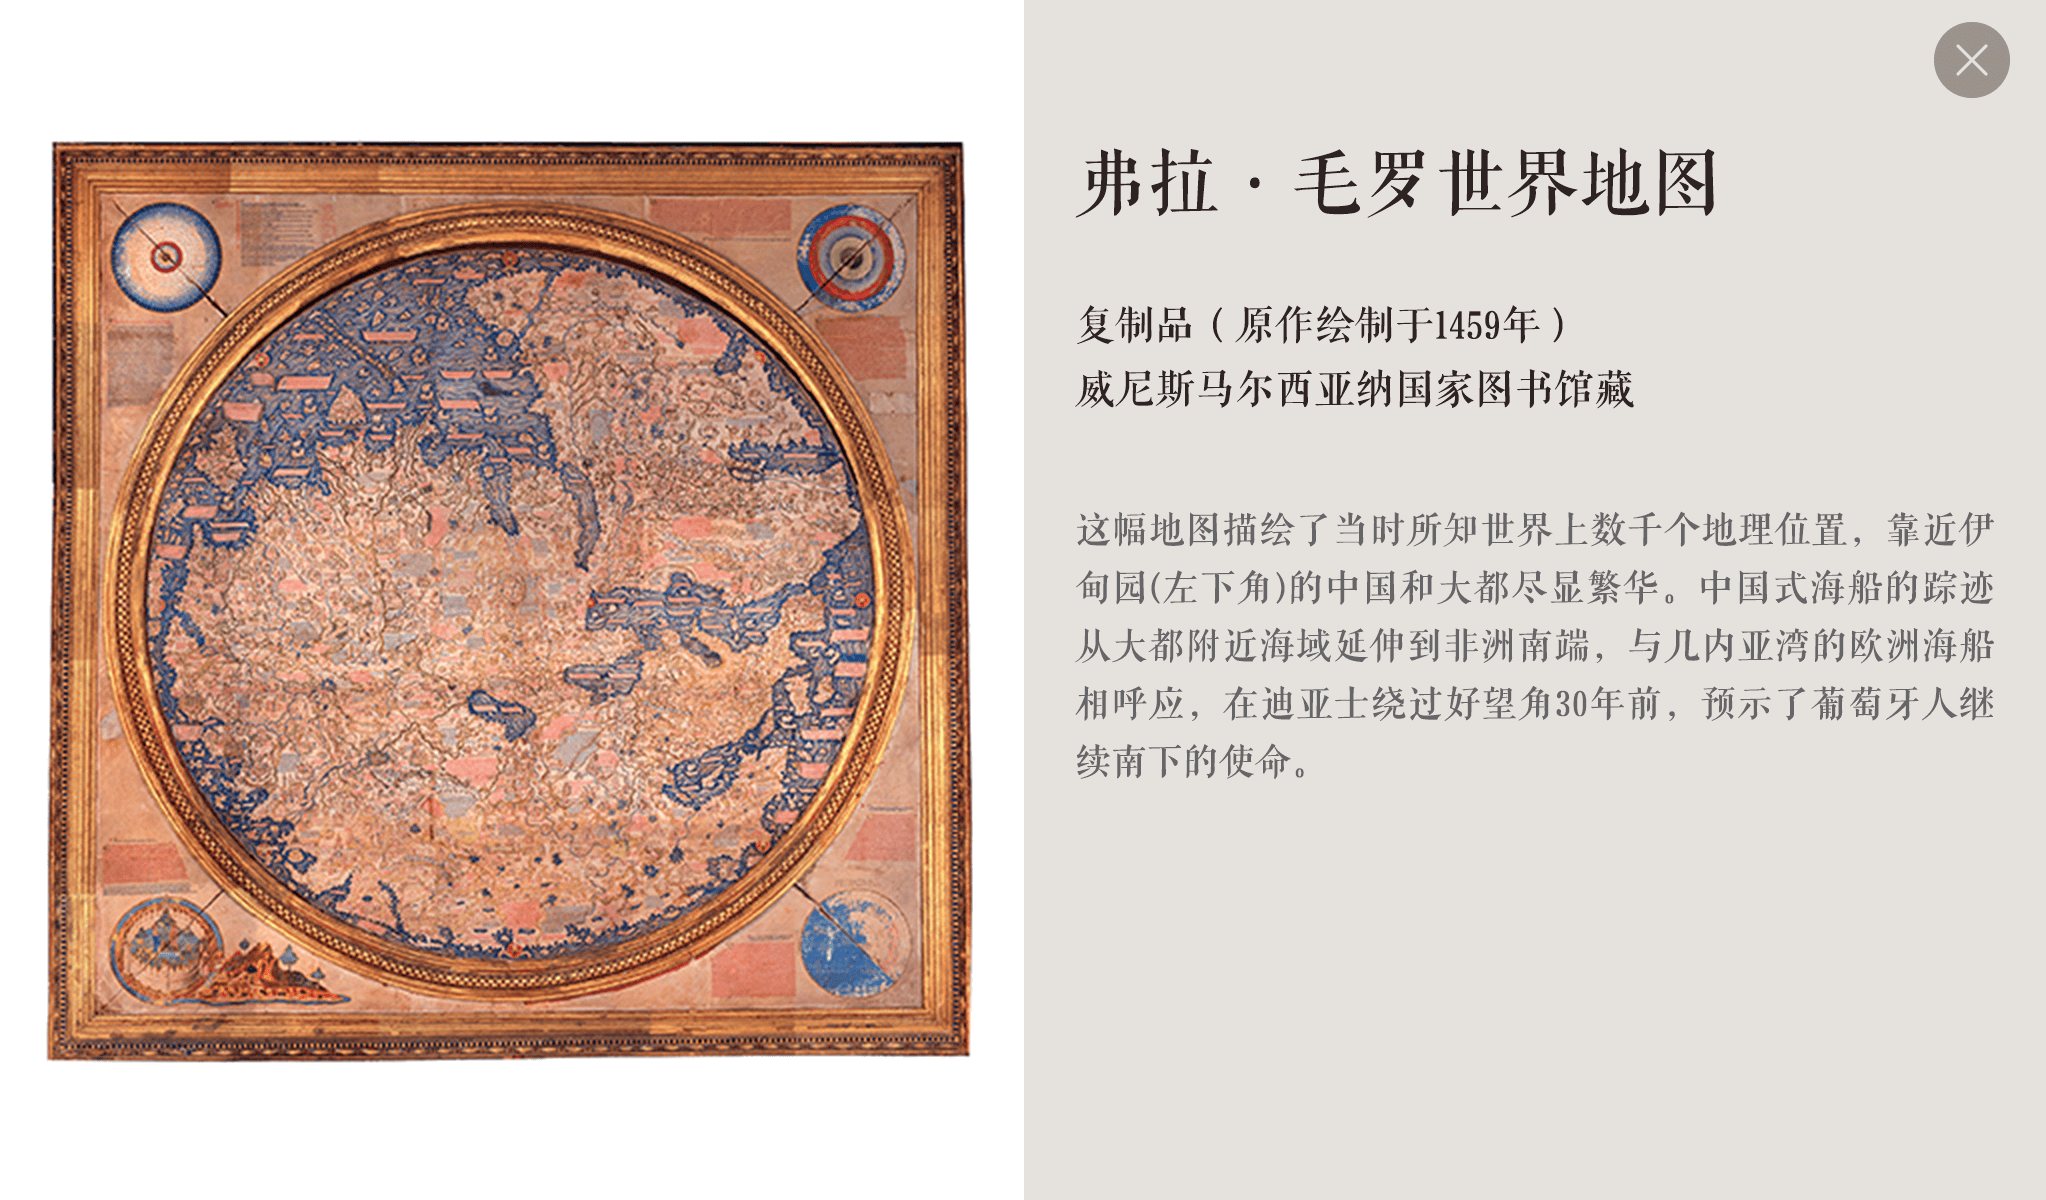 弗拉·毛罗世界地图
复制品（原作绘制于1459年）
威尼斯马尔西亚纳国家图书馆藏
这幅地图描绘了当时所知世界上数千个地理位置，靠近伊
甸园(左下角)的中国和大都尽显繁华。中国式海船的踪迹
从大都附近海域延伸到非洲南端，与几内亚湾的欧洲海船
相呼应，在迪亚士绕过好望角30年前，预示了葡萄牙人继
续南下的使命。